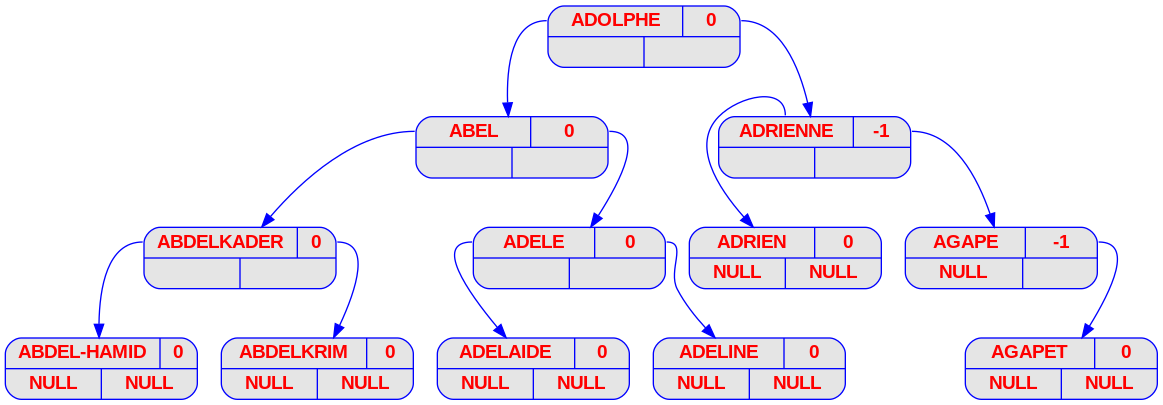 ADOLPHE 0
ABEL 0 ADRIENNE -1
ABDELKADER 0 ADELE 0 ADRIEN 0 AGAPE -1
NULL NULL NULL
ABDEL-HAMID 0 ABDELKRIM 0 ADELAIDE 0 ADELINE 0 AGAPET 0
NULL NULL NULL NULL NULL NULL NULL NULL NULL NULL